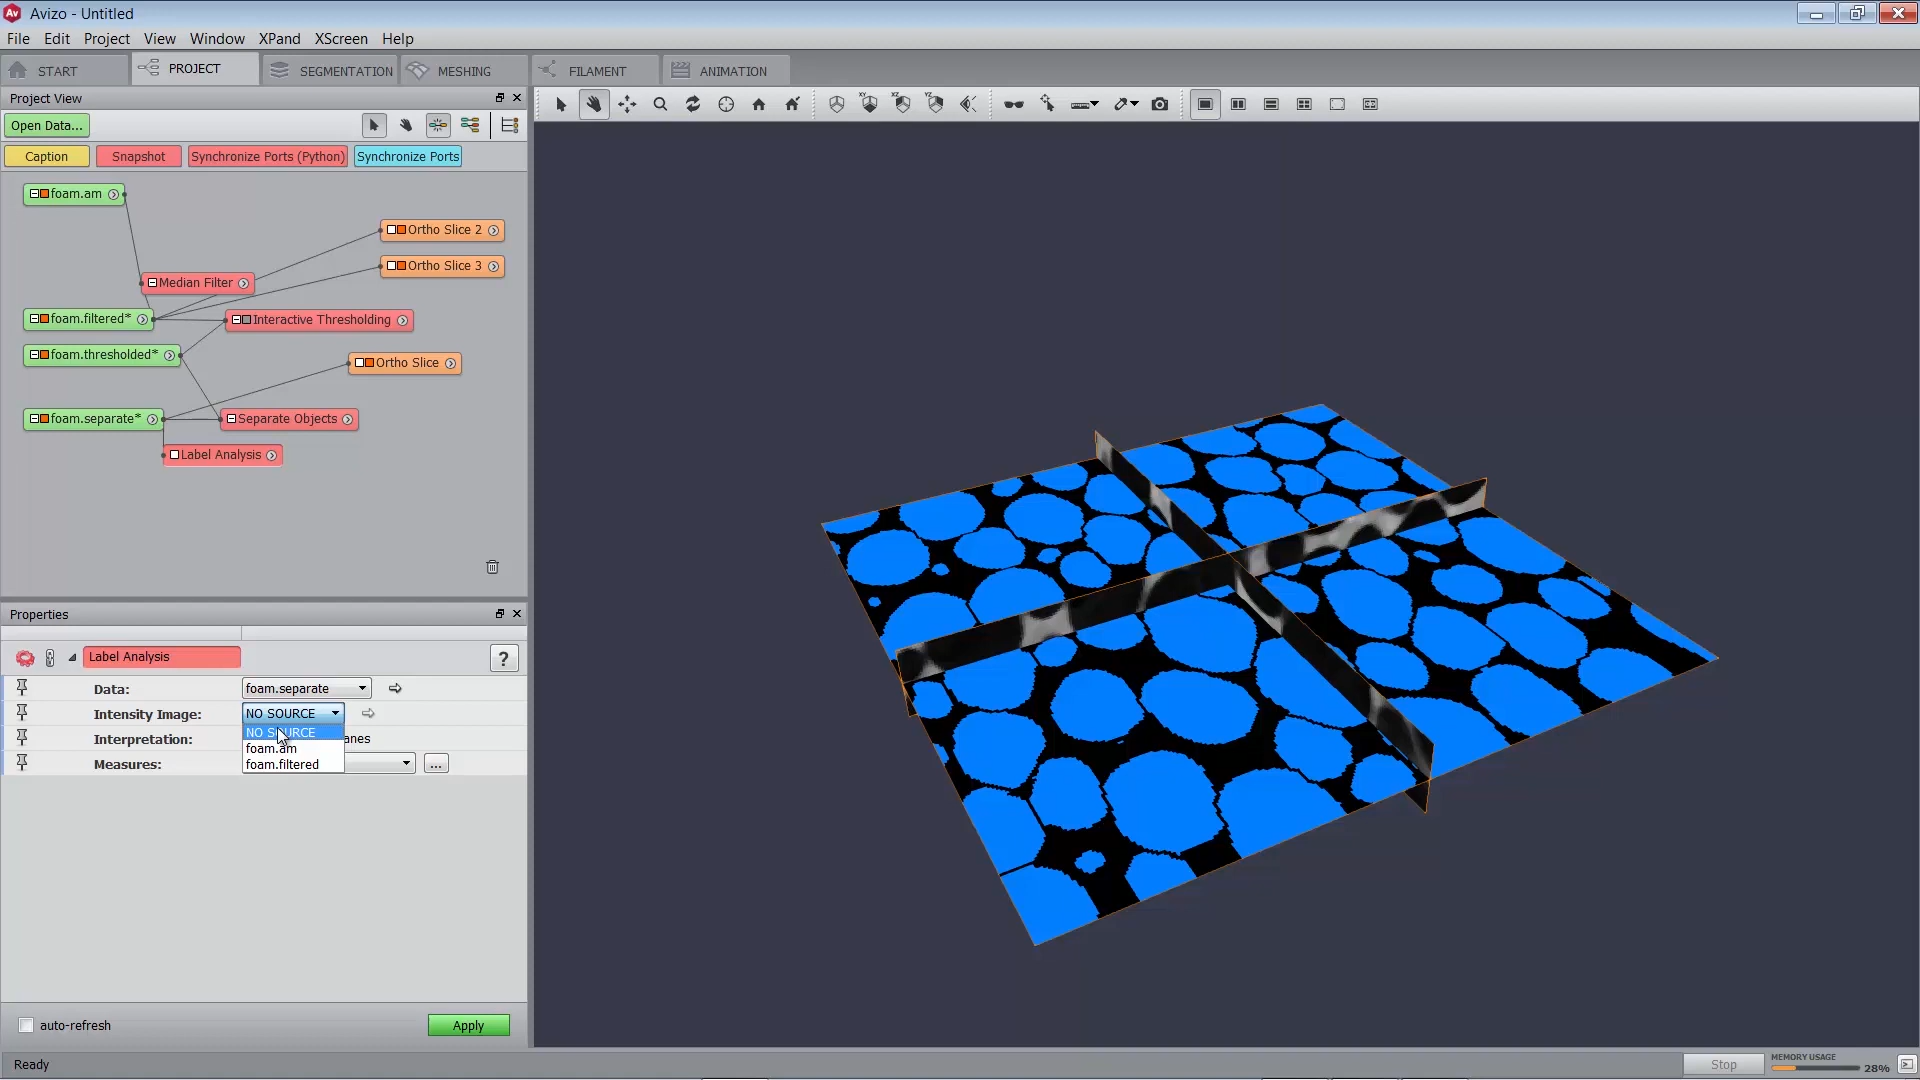 Avizo - Untitled
File Edit Project View Window XPand XScreen Help
START PROJECT SEGMENTATION MESHING FILAMENT ANIMATION
Project View
Open Data...
Caption Snapshot Synchronize Ports (Python) Synchronize Ports
foam.am
Ortho Slice 2
Ortho Slice 3
Median Filter
foam.filtered*
Interactive Thresholding
foam.thresholded*
Ortho Slice
foam.separate*
Separate Objects
Label Analysis
Properties
Label Analysis
?
Data: foam.separate
Intensity Image: NO SOURCE
NO SOURCE
Interpretation: anes
foam.am
foam.filtered
Measures: ...
auto-refresh
Apply
Ready
Stop
MEMORY USAGE
28%